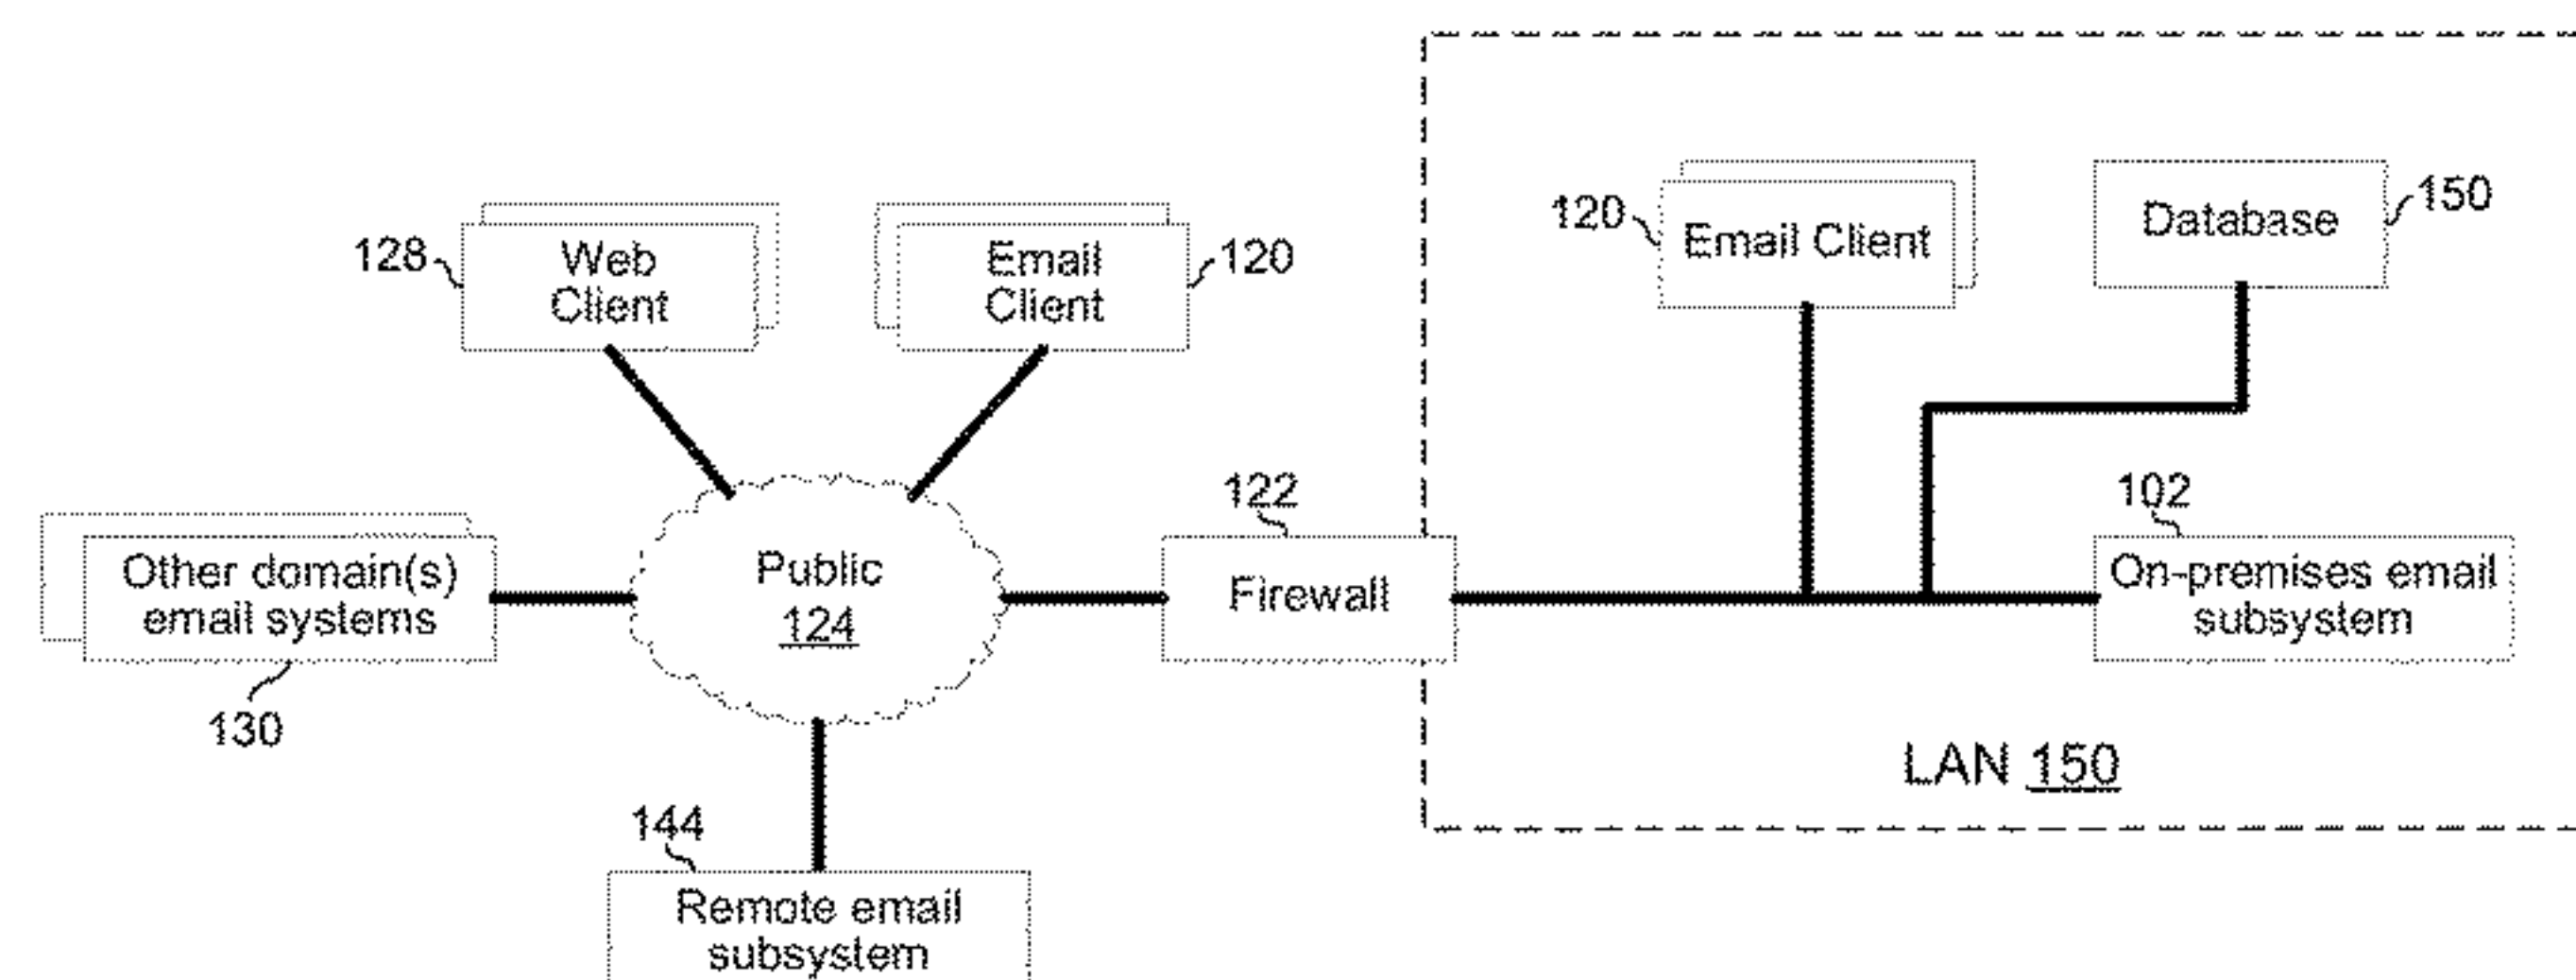 120
Email Client
Database
150
128
Web
Client
Email
Client
120
122
102
Other domain(s)
email systems
Public
124
Firewall
On-premises email
subsystem
130
LAN 150
144
Remote email
subsystem